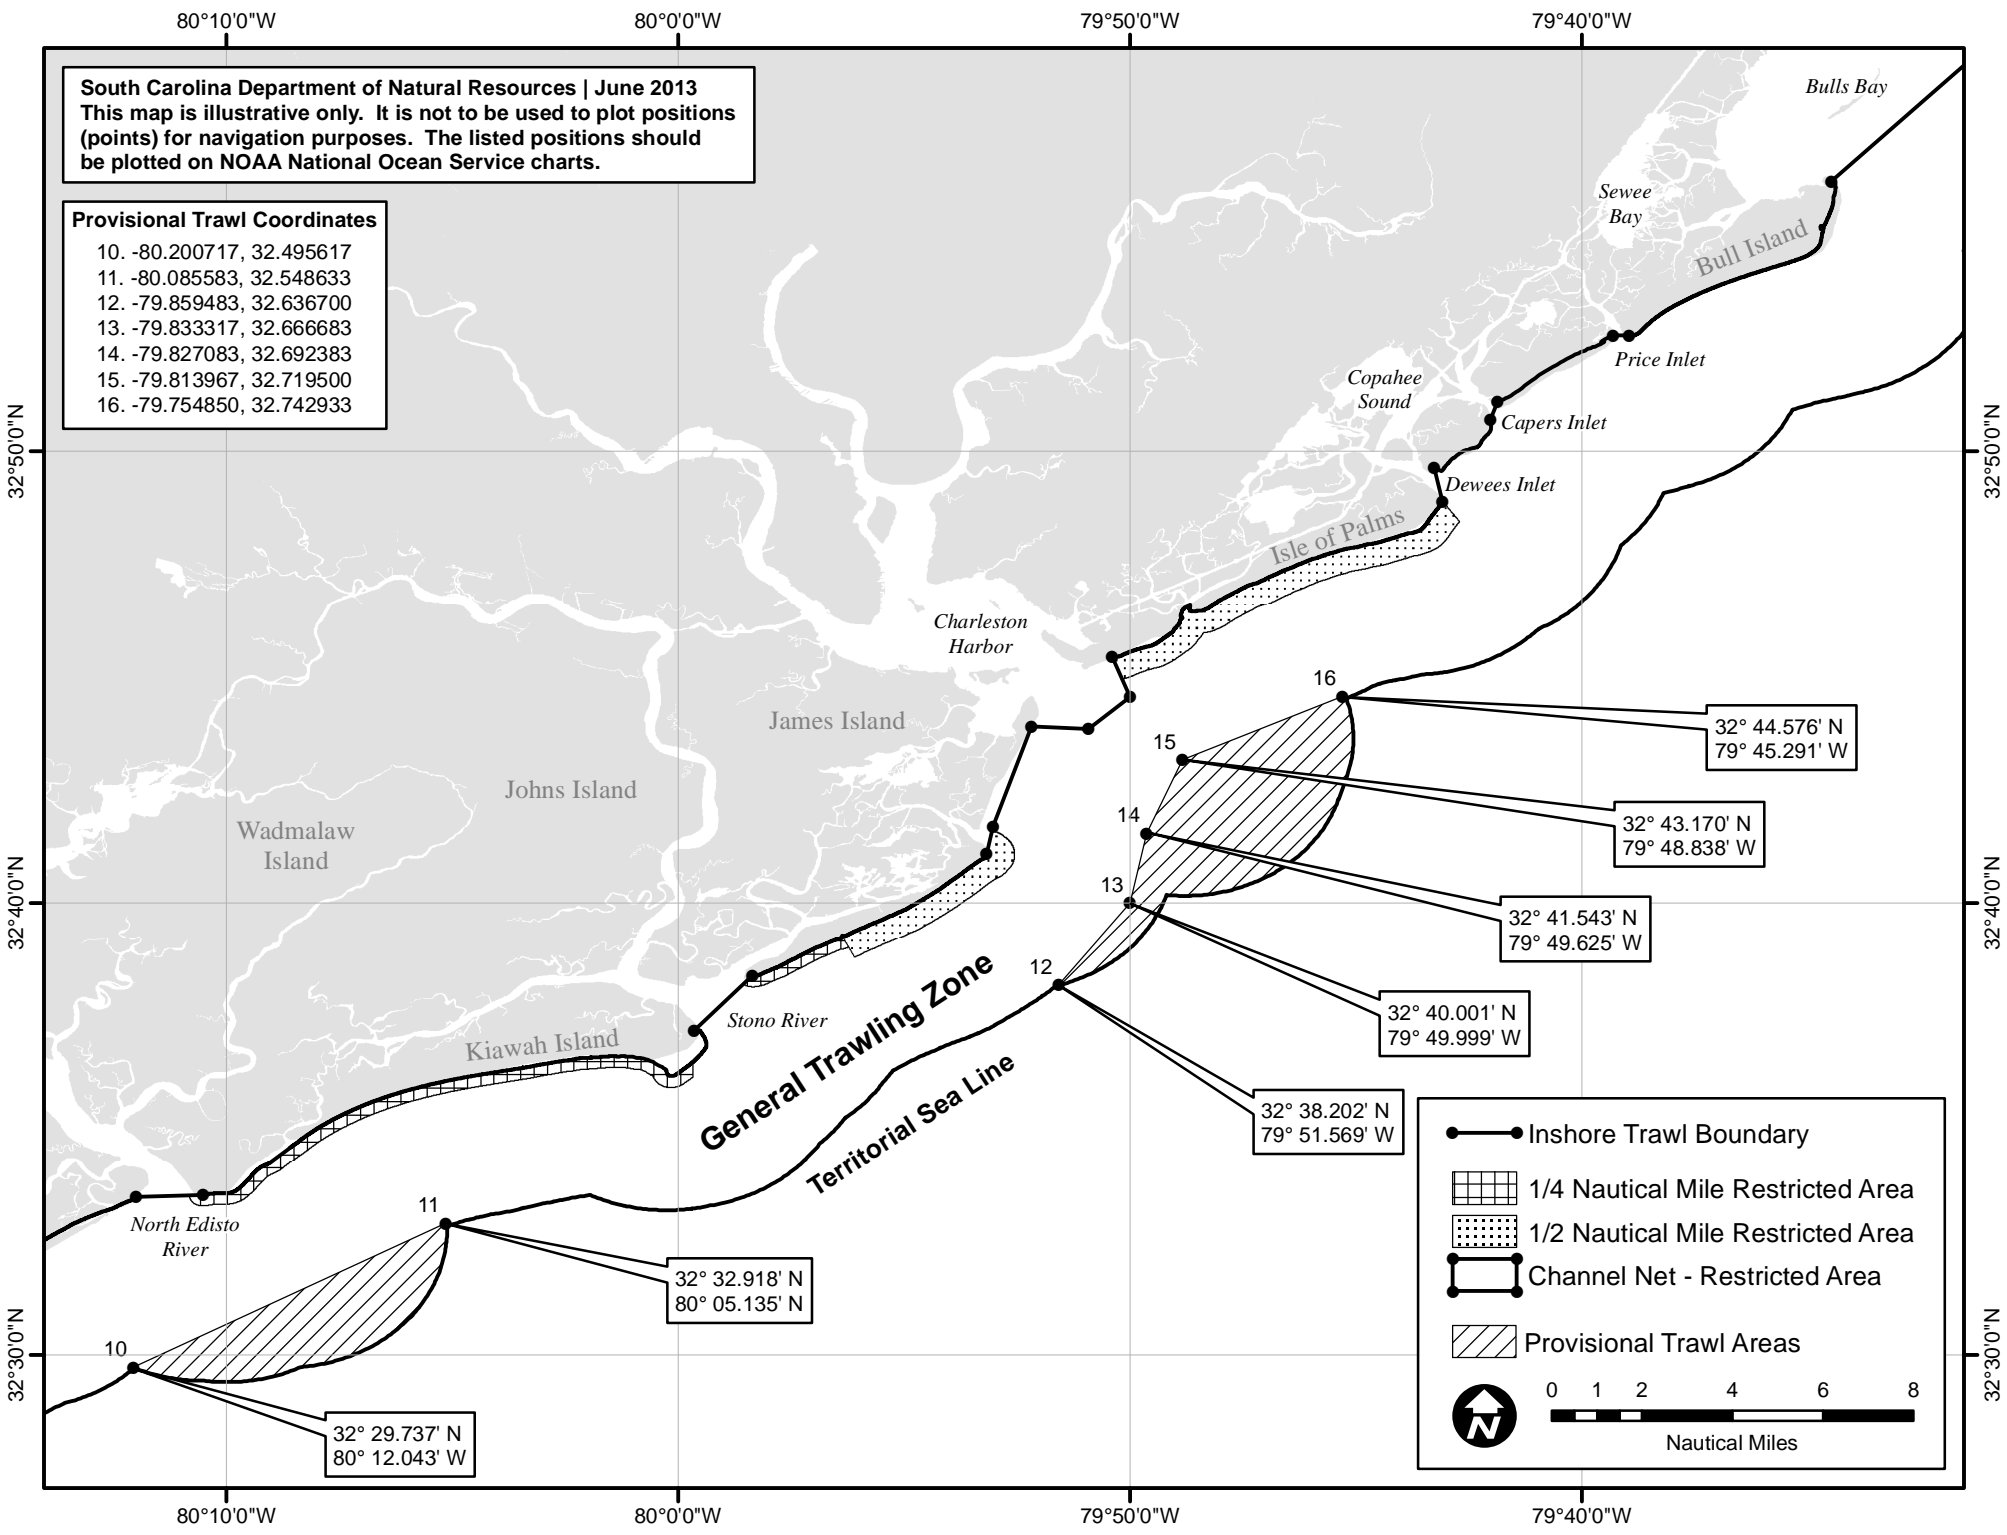 80°10'0"W
80°0'0"W
79°50'0"W
79°40'0"W
South Carolina Department of Natural Resources | June 2013
This map is illustrative only.  It is not to be used to plot positions
(points) for navigation purposes.  The listed positions should
be plotted on NOAA National Ocean Service charts.
Provisional Trawl Coordinates
10. -80.200717, 32.495617
11. -80.085583, 32.548633
12. -79.859483, 32.636700
13. -79.833317, 32.666683
14. -79.827083, 32.692383
15. -79.813967, 32.719500
16. -79.754850, 32.742933
Bulls Bay
Sewee
Bay
Bull Island
Price Inlet
Copahee
Sound
Capers Inlet
32°50'0"N
32°50'0"N
Dewees Inlet
Isle of Palms
Charleston
Harbor
James Island
Johns Island
Wadmalaw
Island
16
32° 44.576' N
79° 45.291' W
15
32° 43.170' N
79° 48.838' W
14
32° 41.543' N
79° 49.625' W
13
32° 40.001' N
79° 49.999' W
32°40'0"N
32°40'0"N
12
32° 38.202' N
79° 51.569' W
Stono River
Kiawah Island
General Trawling Zone
Territorial Sea Line
North Edisto
River
11
32° 32.918' N
80° 05.135' N
10
32° 29.737' N
80° 12.043' W
32°30'0"N
32°30'0"N
Inshore Trawl Boundary
1/4 Nautical Mile Restricted Area
1/2 Nautical Mile Restricted Area
Channel Net - Restricted Area
Provisional Trawl Areas
N
0 1 2 4 6 8
Nautical Miles
80°10'0"W
80°0'0"W
79°50'0"W
79°40'0"W